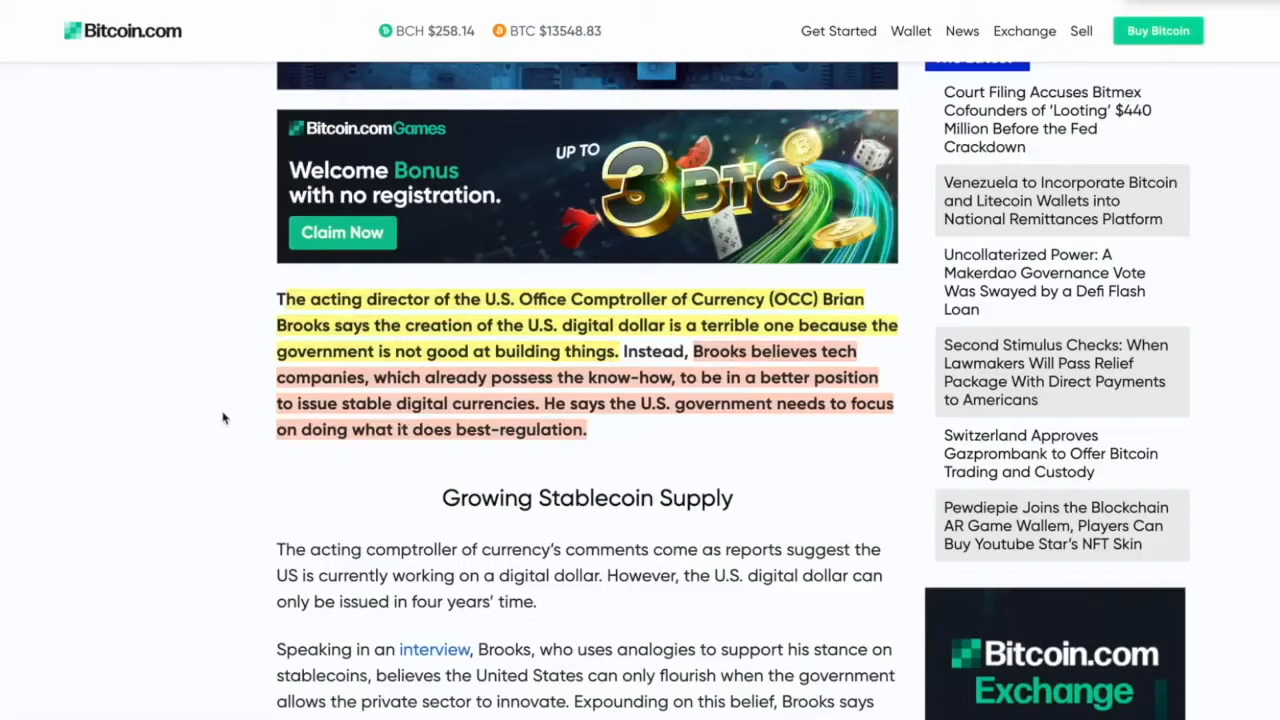 Bitcoin.com
BCH $258.14
BTC $13548.83
Get Started
Wallet
News
Exchange
Sell
Buy Bitcoin
Bitcoin.comGames
Welcome Bonus
with no registration.
Claim Now
UP TO
3 BTC
The acting director of the U.S. Office Comptroller of Currency (OCC) Brian
Brooks says the creation of the U.S. digital dollar is a terrible one because the
government is not good at building things. Instead, Brooks believes tech
companies, which already possess the know-how, to be in a better position
to issue stable digital currencies. He says the U.S. government needs to focus
on doing what it does best-regulation.
Growing Stablecoin Supply
The acting comptroller of currency's comments come as reports suggest the
US is currently working on a digital dollar. However, the U.S. digital dollar can
only be issued in four years' time.
Speaking in an interview, Brooks, who uses analogies to support his stance on
stablecoins, believes the United States can only flourish when the government
allows the private sector to innovate. Expounding on this belief, Brooks says
Court Filing Accuses Bitmex
Cofounders of 'Looting' $440
Million Before the Fed
Crackdown
Venezuela to Incorporate Bitcoin
and Litecoin Wallets into
National Remittances Platform
Uncollaterized Power: A
Makerdao Governance Vote
Was Swayed by a Defi Flash
Loan
Second Stimulus Checks: When
Lawmakers Will Pass Relief
Package With Direct Payments
to Americans
Switzerland Approves
Gazprombank to Offer Bitcoin
Trading and Custody
Pewdiepie Joins the Blockchain
AR Game Wallem, Players Can
Buy Youtube Star's NFT Skin
Bitcoin.com
Exchange